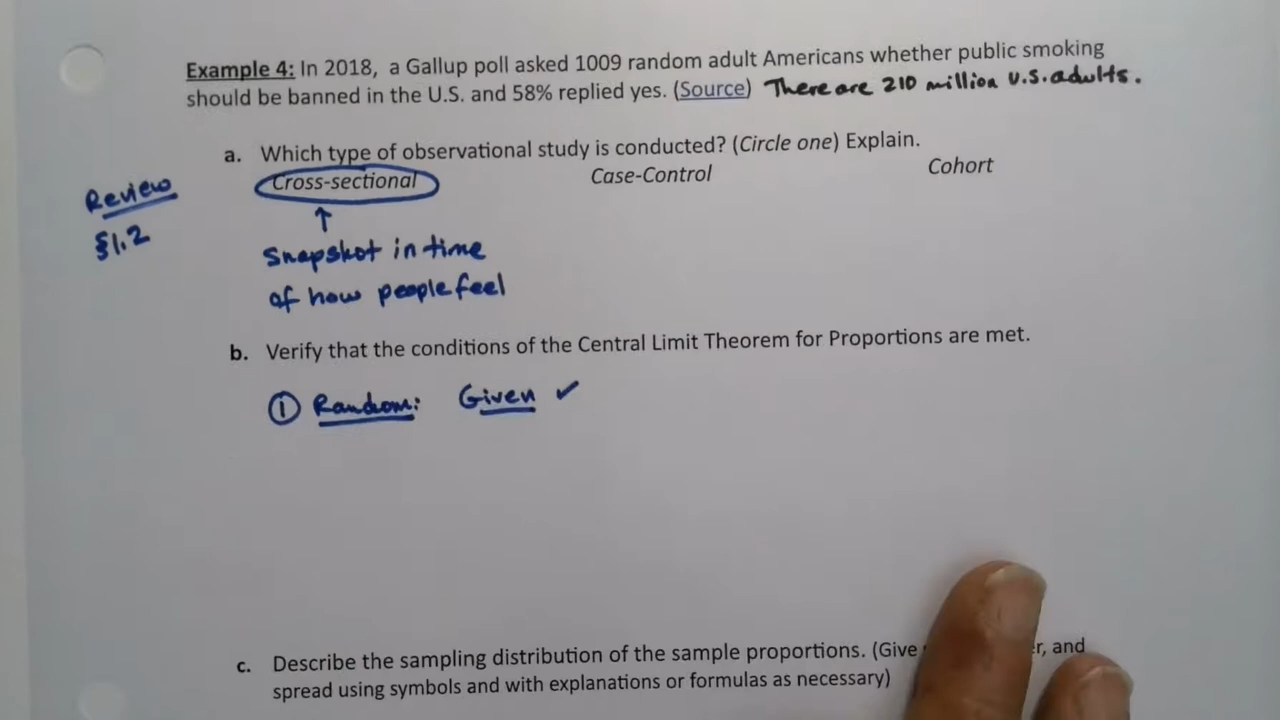 Example 4: In 2018, a Gallup poll asked 1009 random adult Americans whether public smoking
should be banned in the U.S. and 58% replied yes. (Source) There are 210 million U.S. adults.
a. Which type of observational study is conducted? (Circle one) Explain.
Cross-sectional Case-Control Cohort
Review
§1.2
↑
Snapshot in time
of how people feel
b. Verify that the conditions of the Central Limit Theorem for Proportions are met.
① Random: Given ✓
c. Describe the sampling distribution of the sample proportions. (Give and
spread using symbols and with explanations or formulas as necessary)